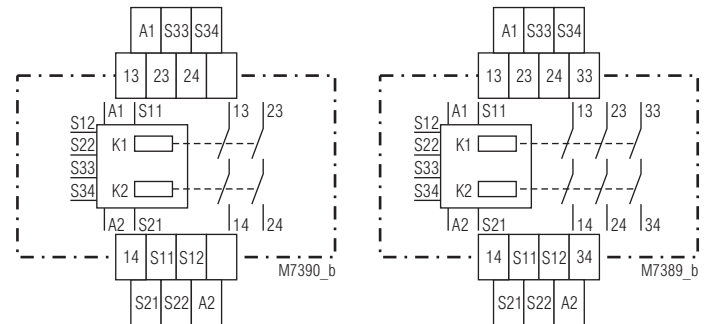 A1 S33 S34
13 23 24
A1 S11 13 23
S12
S22 K1
S33
S34 K2
A2 S21 14 24
14 S11 S12
M7390_b
S21 S22 A2
A1 S33 S34
13 23 24 33
A1 S11 13 23 33
S12
S22 K1
S33
S34 K2
A2 S21 14 24 34
14 S11 S12 34
M7389_b
S21 S22 A2